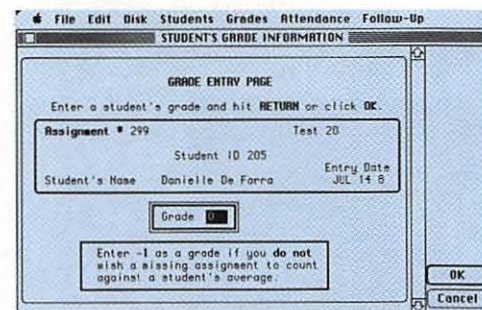 File Edit Disk Students Grades Attendance Follow-Up
STUDENT'S GRADE INFORMATION
GRADE ENTRY PAGE
Enter a student's grade and hit RETURN or click OK.
Assignment # 299 Test 20
Student ID 205
Entry Date
Student's Name Danielle De Farra JUL 14 8
Grade 0
Enter -1 as a grade if you do not
wish a missing assignment to count
against a student's average.
OK
Cancel